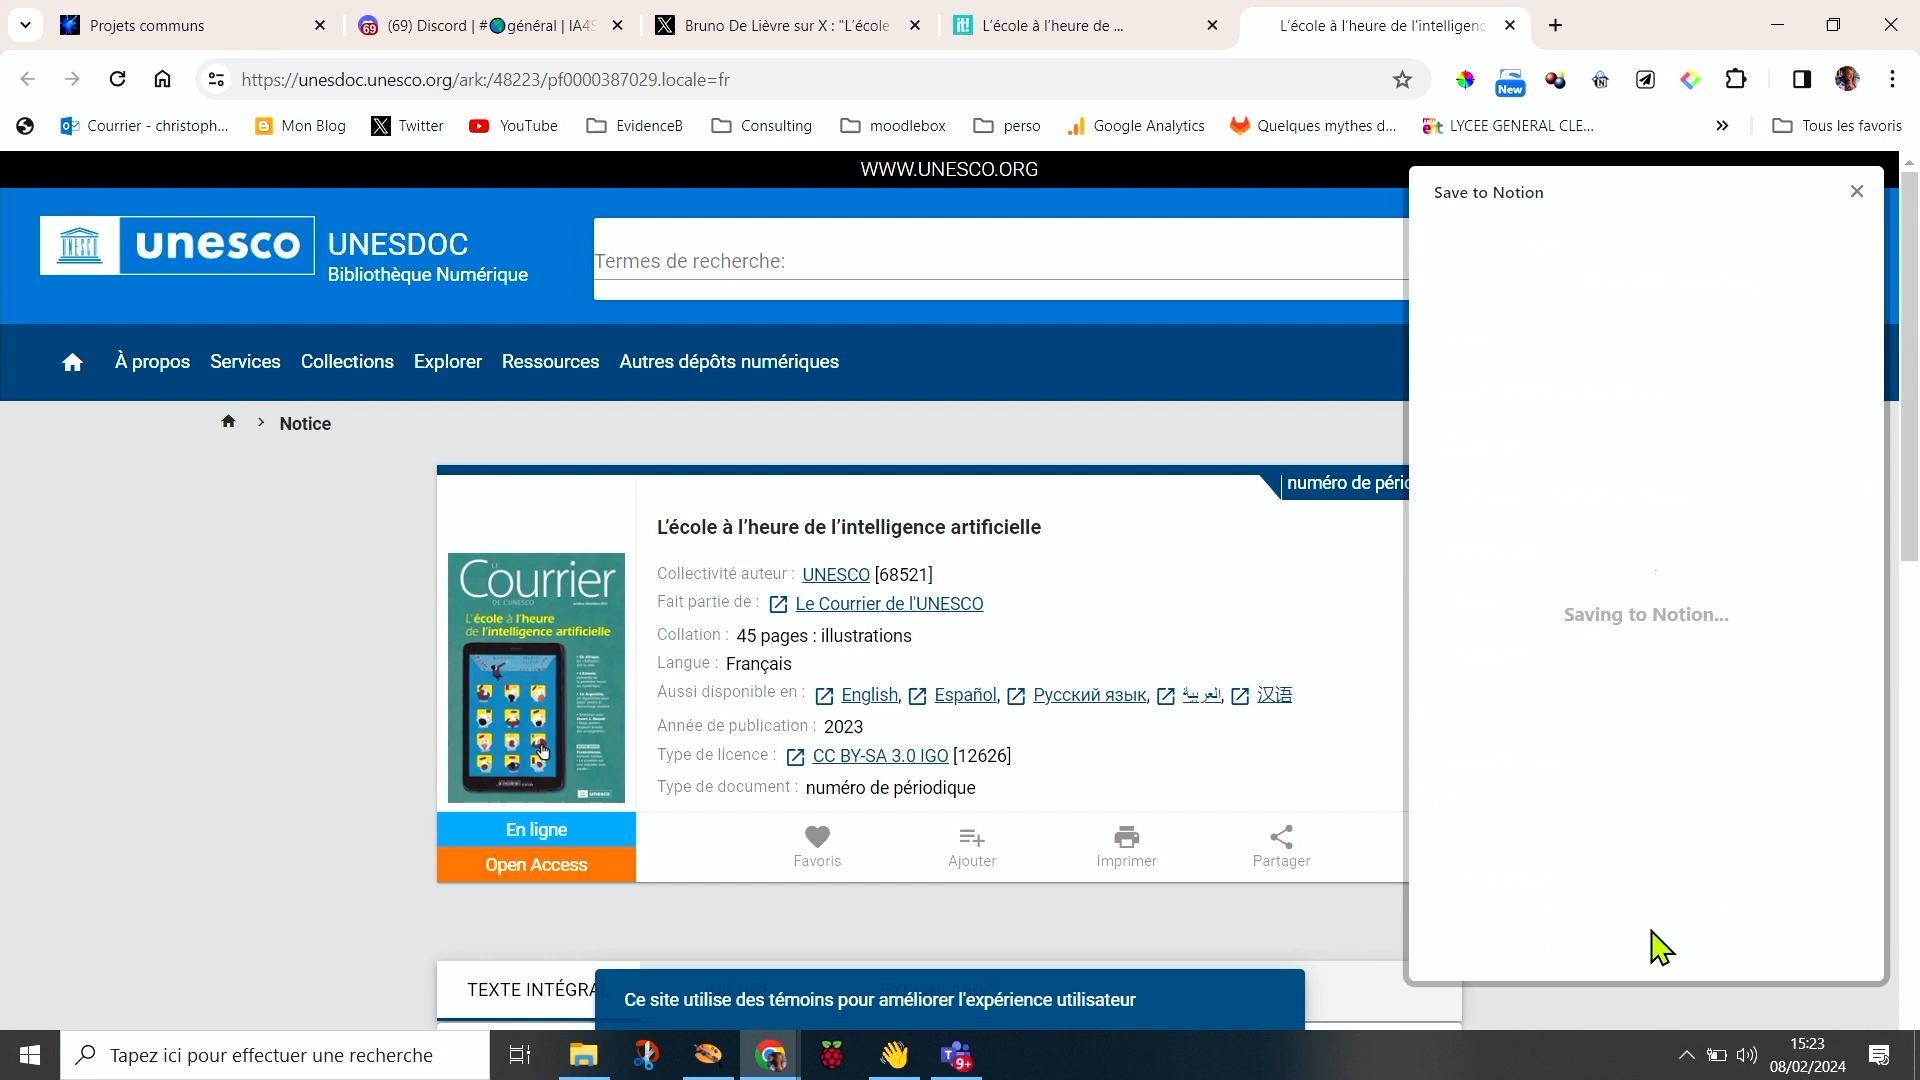 Projets communs
(69) Discord | #🌍général | IA4S
Bruno De Lièvre sur X : "L'école
L'école à l'heure de ...
L'école à l'heure de l'intelligenc
https://unesdoc.unesco.org/ark:/48223/pf0000387029.locale=fr
New
Courrier - christoph...
Mon Blog
Twitter
YouTube
EvidenceB
Consulting
moodlebox
perso
Google Analytics
Quelques mythes d...
LYCEE GENERAL CLE...
Tous les favoris
WWW.UNESCO.ORG
unesco
UNESDOC
Bibliothèque Numérique
Termes de recherche:
Save to Notion
À propos Services Collections Explorer Ressources Autres dépôts numériques
Notice
numéro de pério
L'école à l'heure de l'intelligence artificielle
Collectivité auteur : UNESCO [68521]
Fait partie de : Le Courrier de l'UNESCO
Collation : 45 pages : illustrations
Langue : Français
Aussi disponible en : English, Español, Русский язык, العربية, 汉语
Année de publication : 2023
Type de licence : CC BY-SA 3.0 IGO [12626]
Type de document : numéro de périodique
LE Courrier
DE L'UNESCO
L'école à l'heure
de l'intelligence artificielle
unesco
En ligne
Open Access
Favoris
Ajouter
Imprimer
Partager
Saving to Notion...
TEXTE INTÉGRA
Ce site utilise des témoins pour améliorer l'expérience utilisateur
Tapez ici pour effectuer une recherche
9+
15:23
08/02/2024